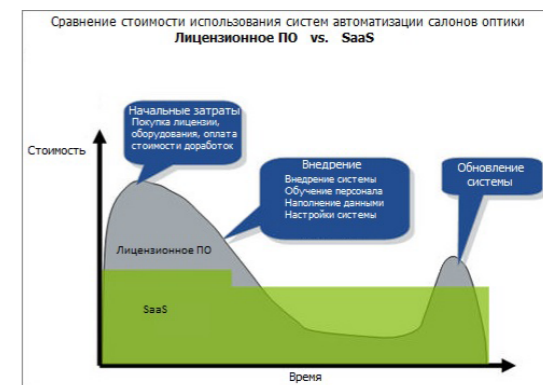 Сравнение стоимости использования систем автоматизации салонов оптики
Лицензионное ПО vs. SaaS
Начальные затраты
Покупка лицензии,
оборудования, оплата
стоимости доработок
Стоимость
Внедрение
Внедрение системы
Обучение персонала
Наполнение данными
Настройки системы
Обновление
системы
Лицензионное ПО
SaaS
Время